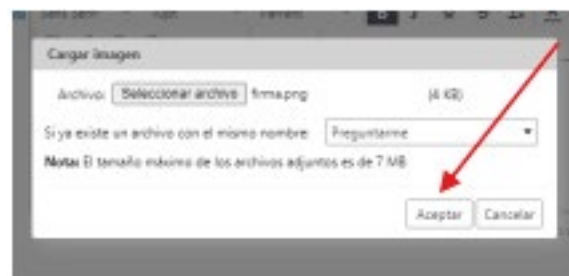 Cargar imagen
Archivo: Seleccionar archivo firma.png (4 KB)
Si ya existe un archivo con el mismo nombre: Preguntarme
Nota: El tamaño máximo de los archivos adjuntos es de 7 MB
Aceptar Cancelar